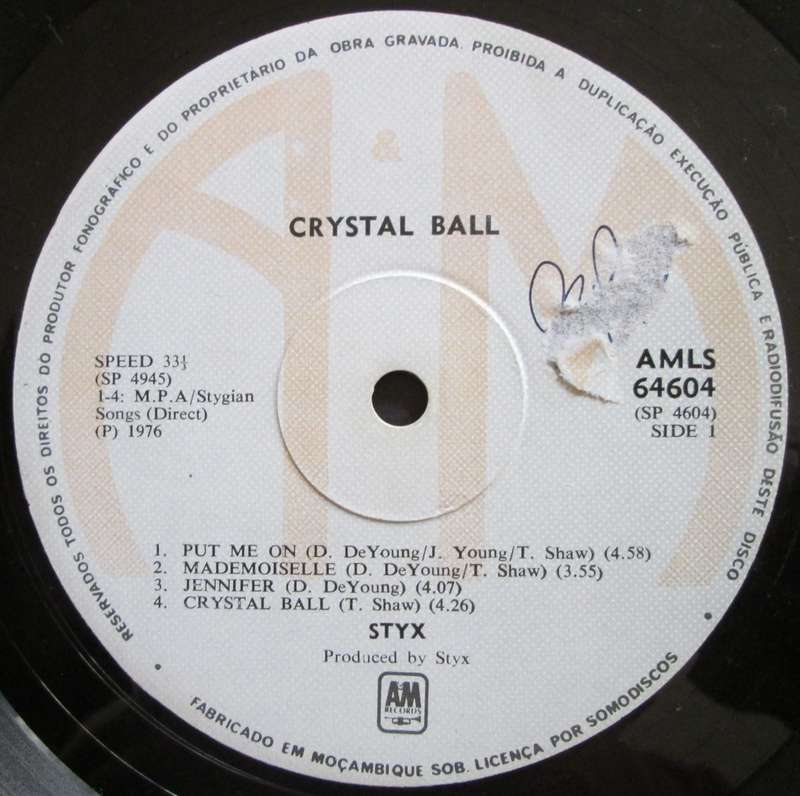 RESERVADOS TODOS OS DIREITOS DO PRODUTOR FONOGRÁFICO E DO PROPRIETÁRIO DA OBRA GRAVADA. PROIBIDA A DUPLICAÇÃO EXECUÇÃO PÚBLICA E RADIODIFUSÃO DESTE DISCO
A & M
CRYSTAL BALL
SPEED 33⅓
(SP 4945)
1-4: M.P.A/Stygian
Songs (Direct)
(P) 1976
AMLS
64604
(SP 4604)
SIDE 1
1. PUT ME ON (D. DeYoung/J. Young/T. Shaw) (4.58)
2. MADEMOISELLE (D. DeYoung/T. Shaw) (3.55)
3. JENNIFER (D. DeYoung) (4.07)
4. CRYSTAL BALL (T. Shaw) (4.26)
STYX
Produced by Styx
A&M
RECORDS
FABRICADO EM MOÇAMBIQUE SOB. LICENÇA POR SOMODISCOS